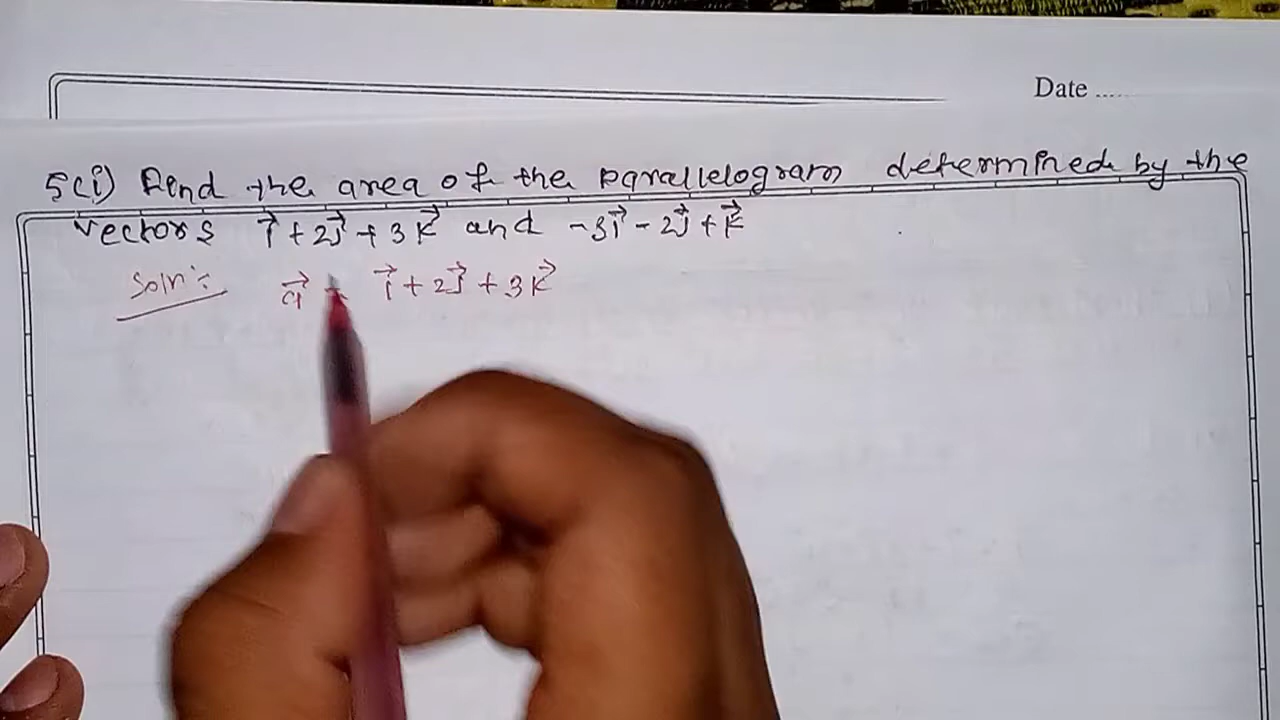 Date .....
5(i) Find the area of the parallelogram determined by the
vectors i⃗ + 2j⃗ + 3k⃗ and -3i⃗ - 2j⃗ + k⃗
Soln:
a⃗ = i⃗ + 2j⃗ + 3k⃗